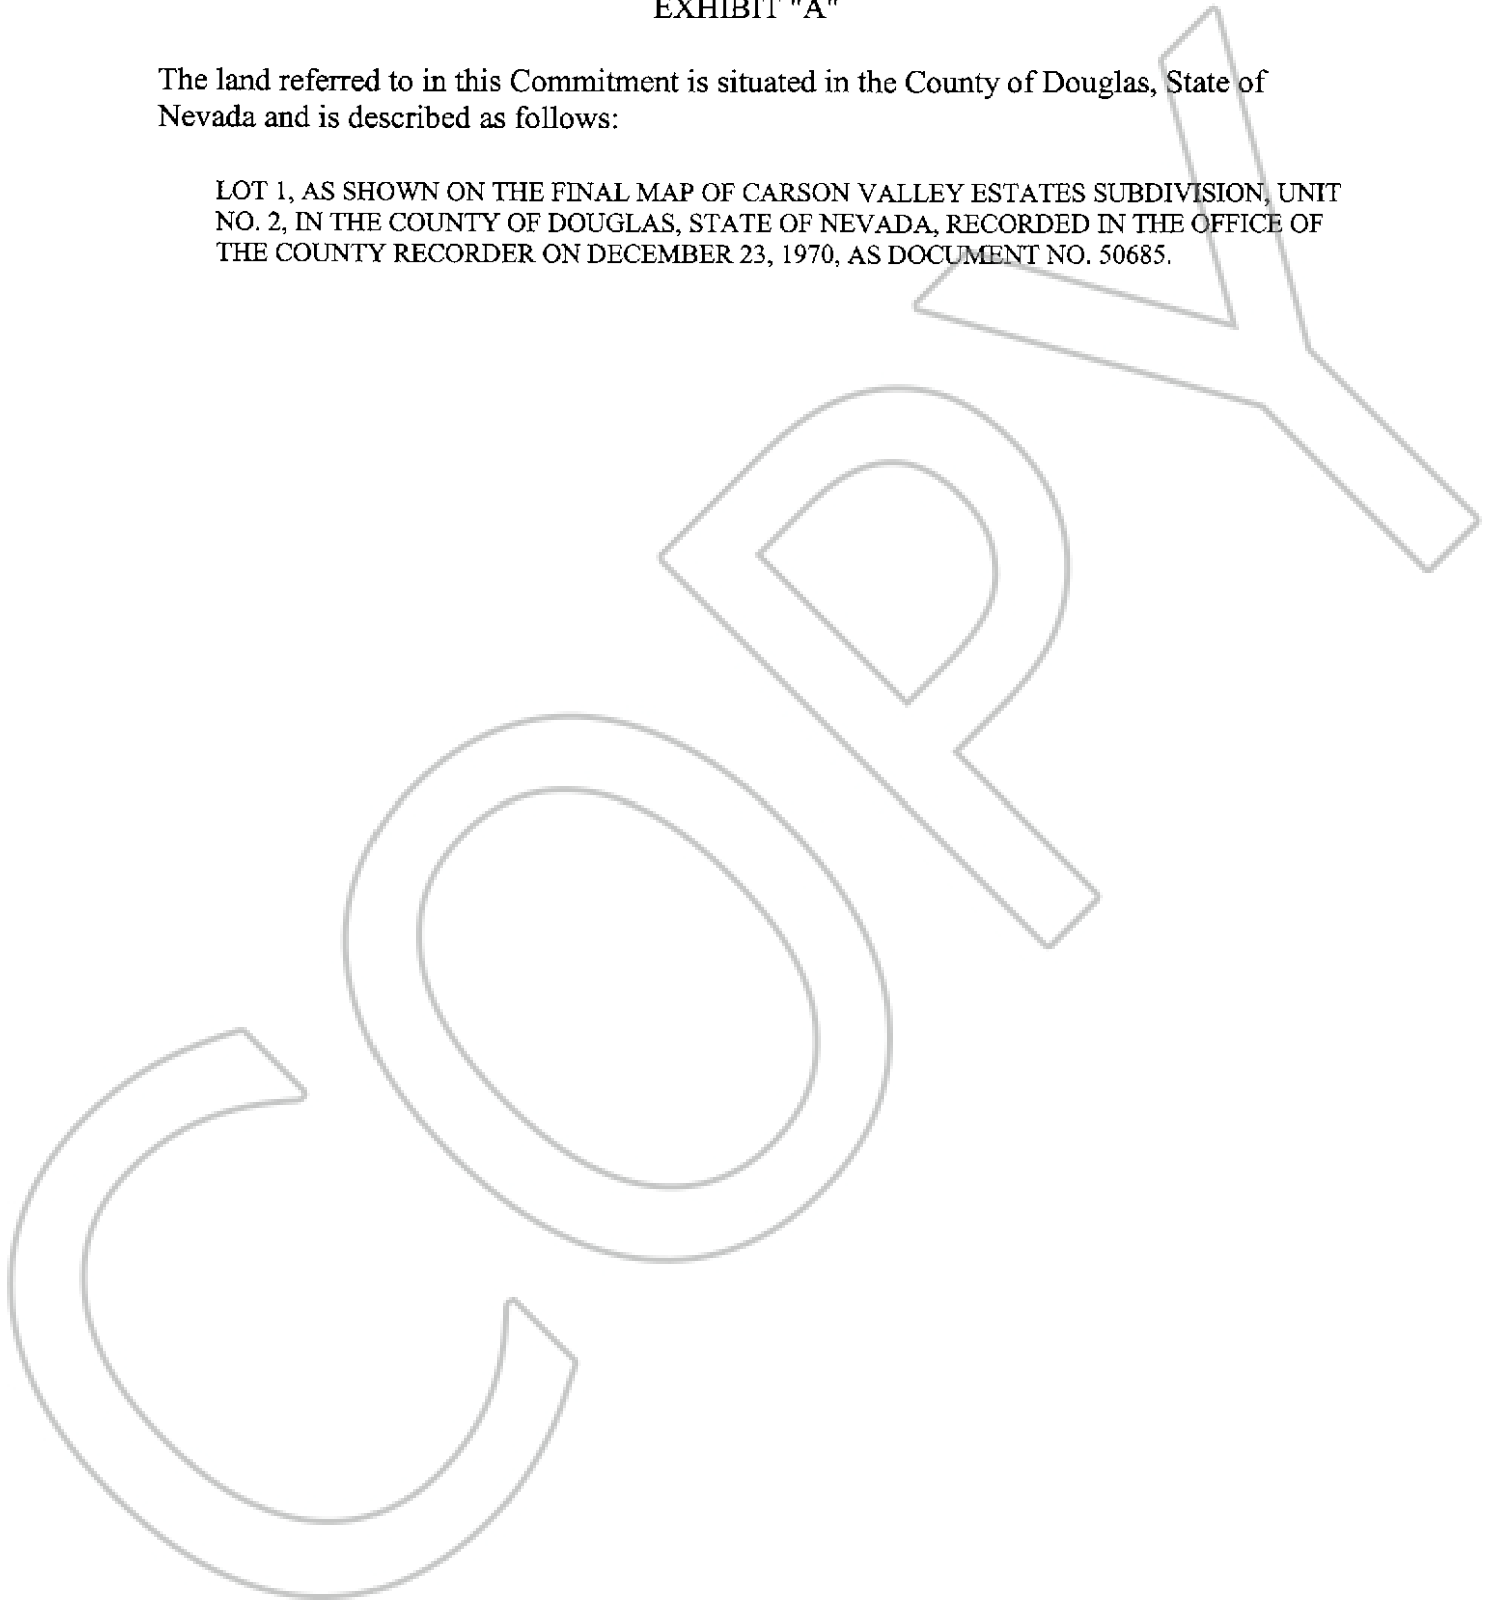 EXHIBIT "A"
The land referred to in this Commitment is situated in the County of Douglas, State of
Nevada and is described as follows:
LOT 1, AS SHOWN ON THE FINAL MAP OF CARSON VALLEY ESTATES SUBDIVISION, UNIT
NO. 2, IN THE COUNTY OF DOUGLAS, STATE OF NEVADA, RECORDED IN THE OFFICE OF
THE COUNTY RECORDER ON DECEMBER 23, 1970, AS DOCUMENT NO. 50685.
COPY